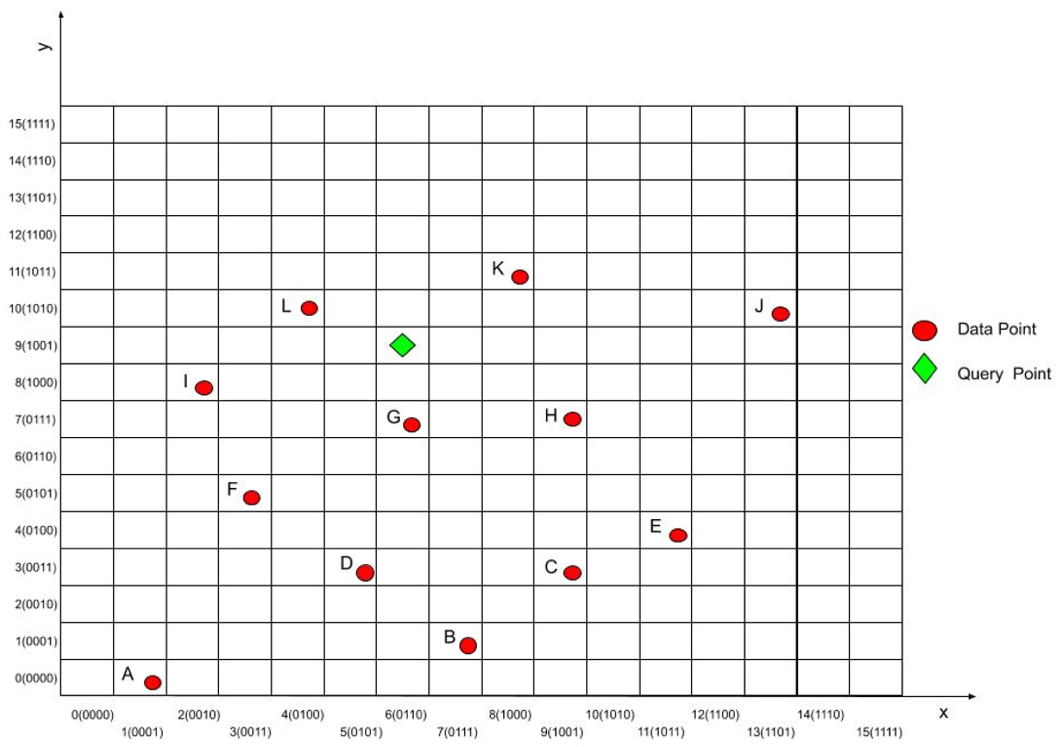 y
15(1111)
14(1110)
13(1101)
12(1100)
11(1011)
K
10(1010)
L
J
9(1001)
8(1000)
I
7(0111)
G
H
6(0110)
5(0101)
F
4(0100)
E
3(0011)
D
C
2(0010)
1(0001)
B
0(0000)
A
0(0000) 2(0010) 4(0100) 6(0110) 8(1000) 10(1010) 12(1100) 14(1110) x
1(0001) 3(0011) 5(0101) 7(0111) 9(1001) 11(1011) 13(1101) 15(1111)
Data Point
Query Point